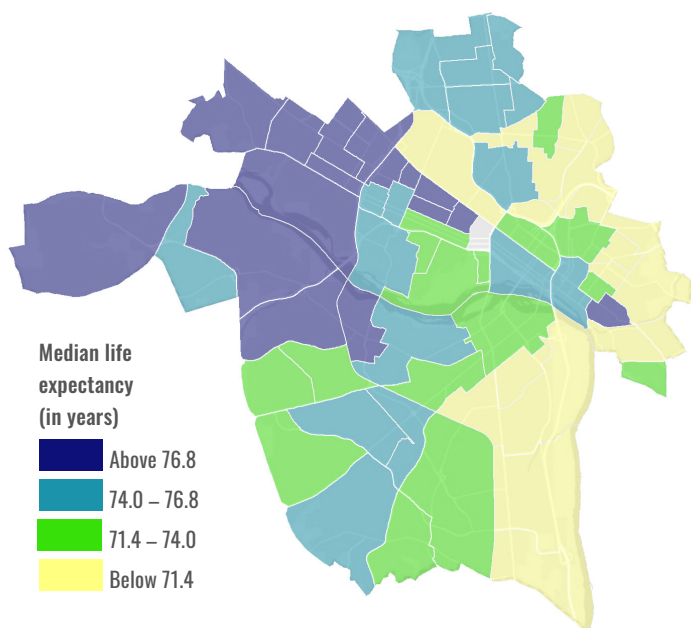 Median life
expectancy
(in years)
Above 76.8
74.0 – 76.8
71.4 – 74.0
Below 71.4